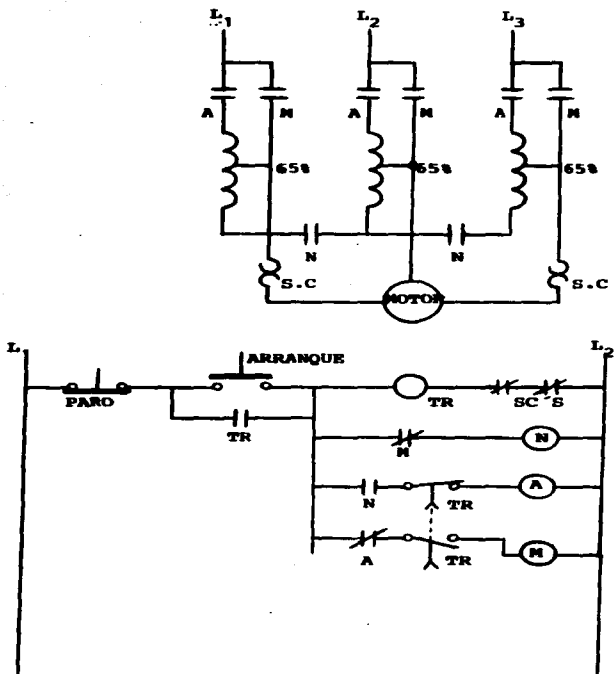 L1 L2 L3
A M A M A M
65% 65% 65%
N N
S.C S.C
MOTOR
L1 L2
ARRANQUE
PARO TR TR SC'S
M N
N TR A
A TR M